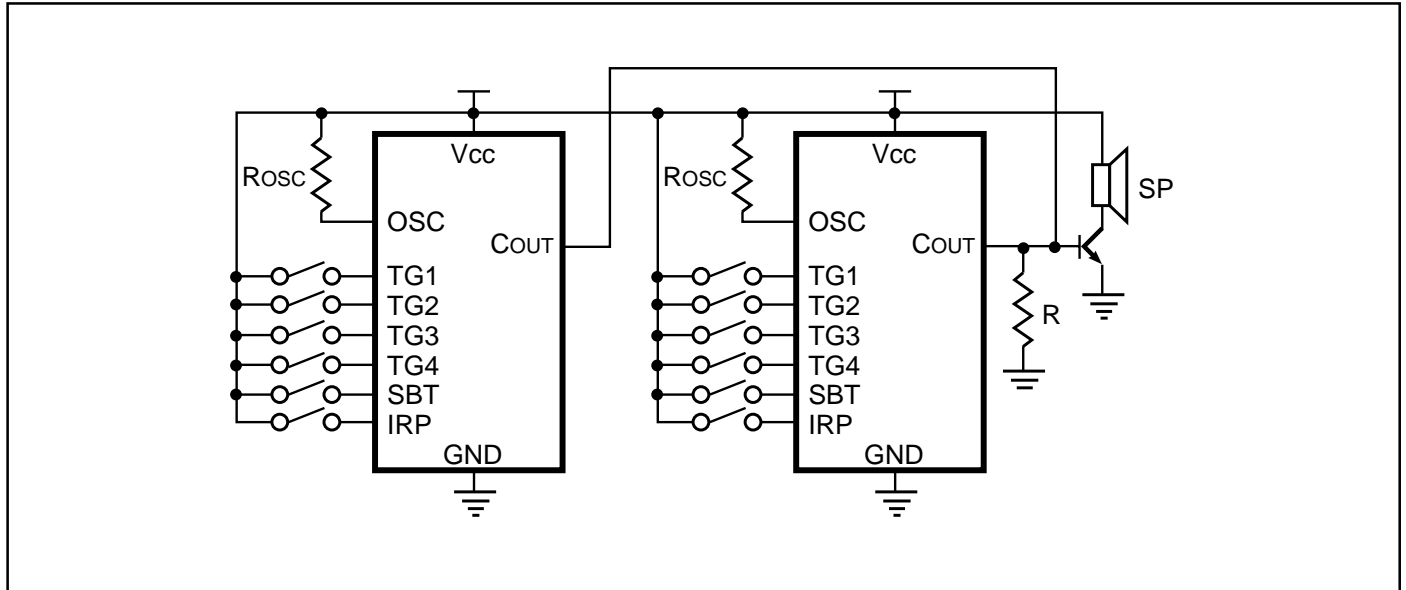 Vcc
ROSC
OSC
COUT
TG1
TG2
TG3
TG4
SBT
IRP
GND
Vcc
ROSC
OSC
COUT
TG1
TG2
TG3
TG4
SBT
IRP
GND
SP
R